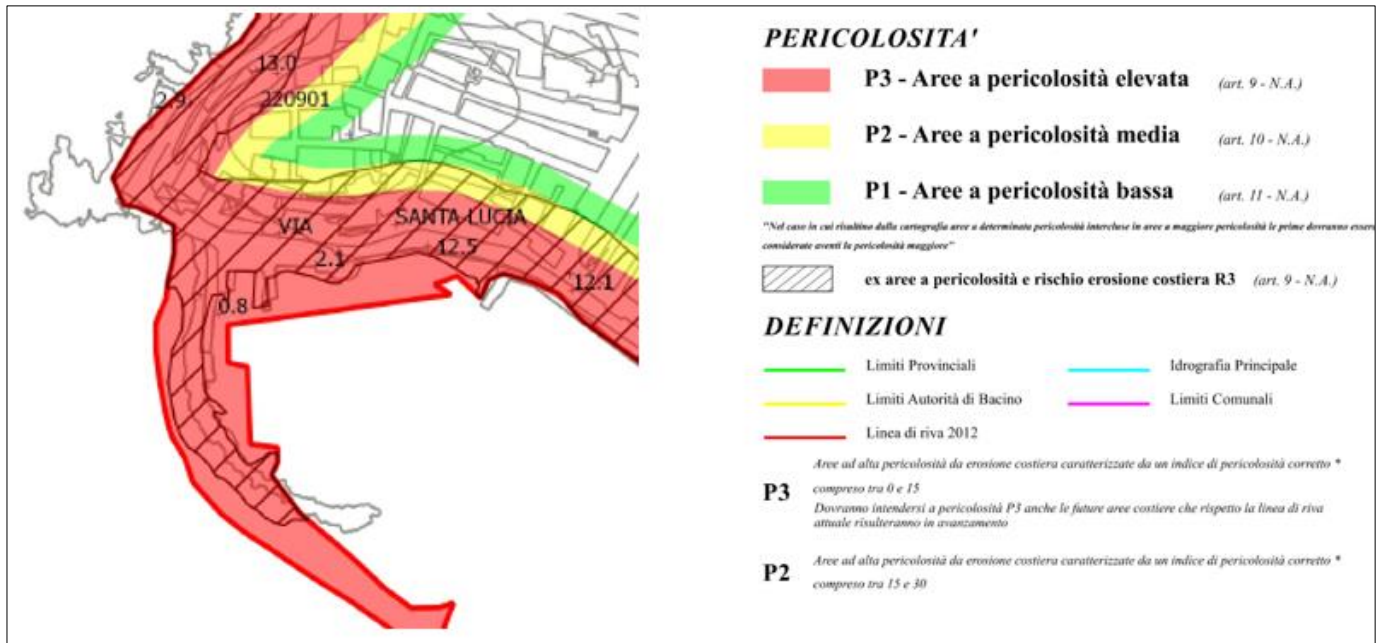 13.0
2.9
220901
50
VIA
SANTA LUCIA
2.1
12.5
12.1
0.8
PERICOLOSITA'
P3 - Aree a pericolosità elevata (art. 9 - N.A.)
P2 - Aree a pericolosità media (art. 10 - N.A.)
P1 - Aree a pericolosità bassa (art. 11 - N.A.)
"Nel caso in cui risultino dalla cartografia aree a determinata pericolosità intercluse in aree a maggiore pericolosità le prime dovranno essere
considerate aventi la pericolosità maggiore"
ex aree a pericolosità e rischio erosione costiera R3 (art. 9 - N.A.)
DEFINIZIONI
Limiti Provinciali
Idrografia Principale
Limiti Autorità di Bacino
Limiti Comunali
Linea di riva 2012
P3
Aree ad alta pericolosità da erosione costiera caratterizzate da un indice di pericolosità corretto *
compreso tra 0 e 15
Dovranno intendersi a pericolosità P3 anche le future aree costiere che rispetto la linea di riva
attuale risulteranno in avanzamento
P2
Aree ad alta pericolosità da erosione costiera caratterizzate da un indice di pericolosità corretto *
compreso tra 15 e 30